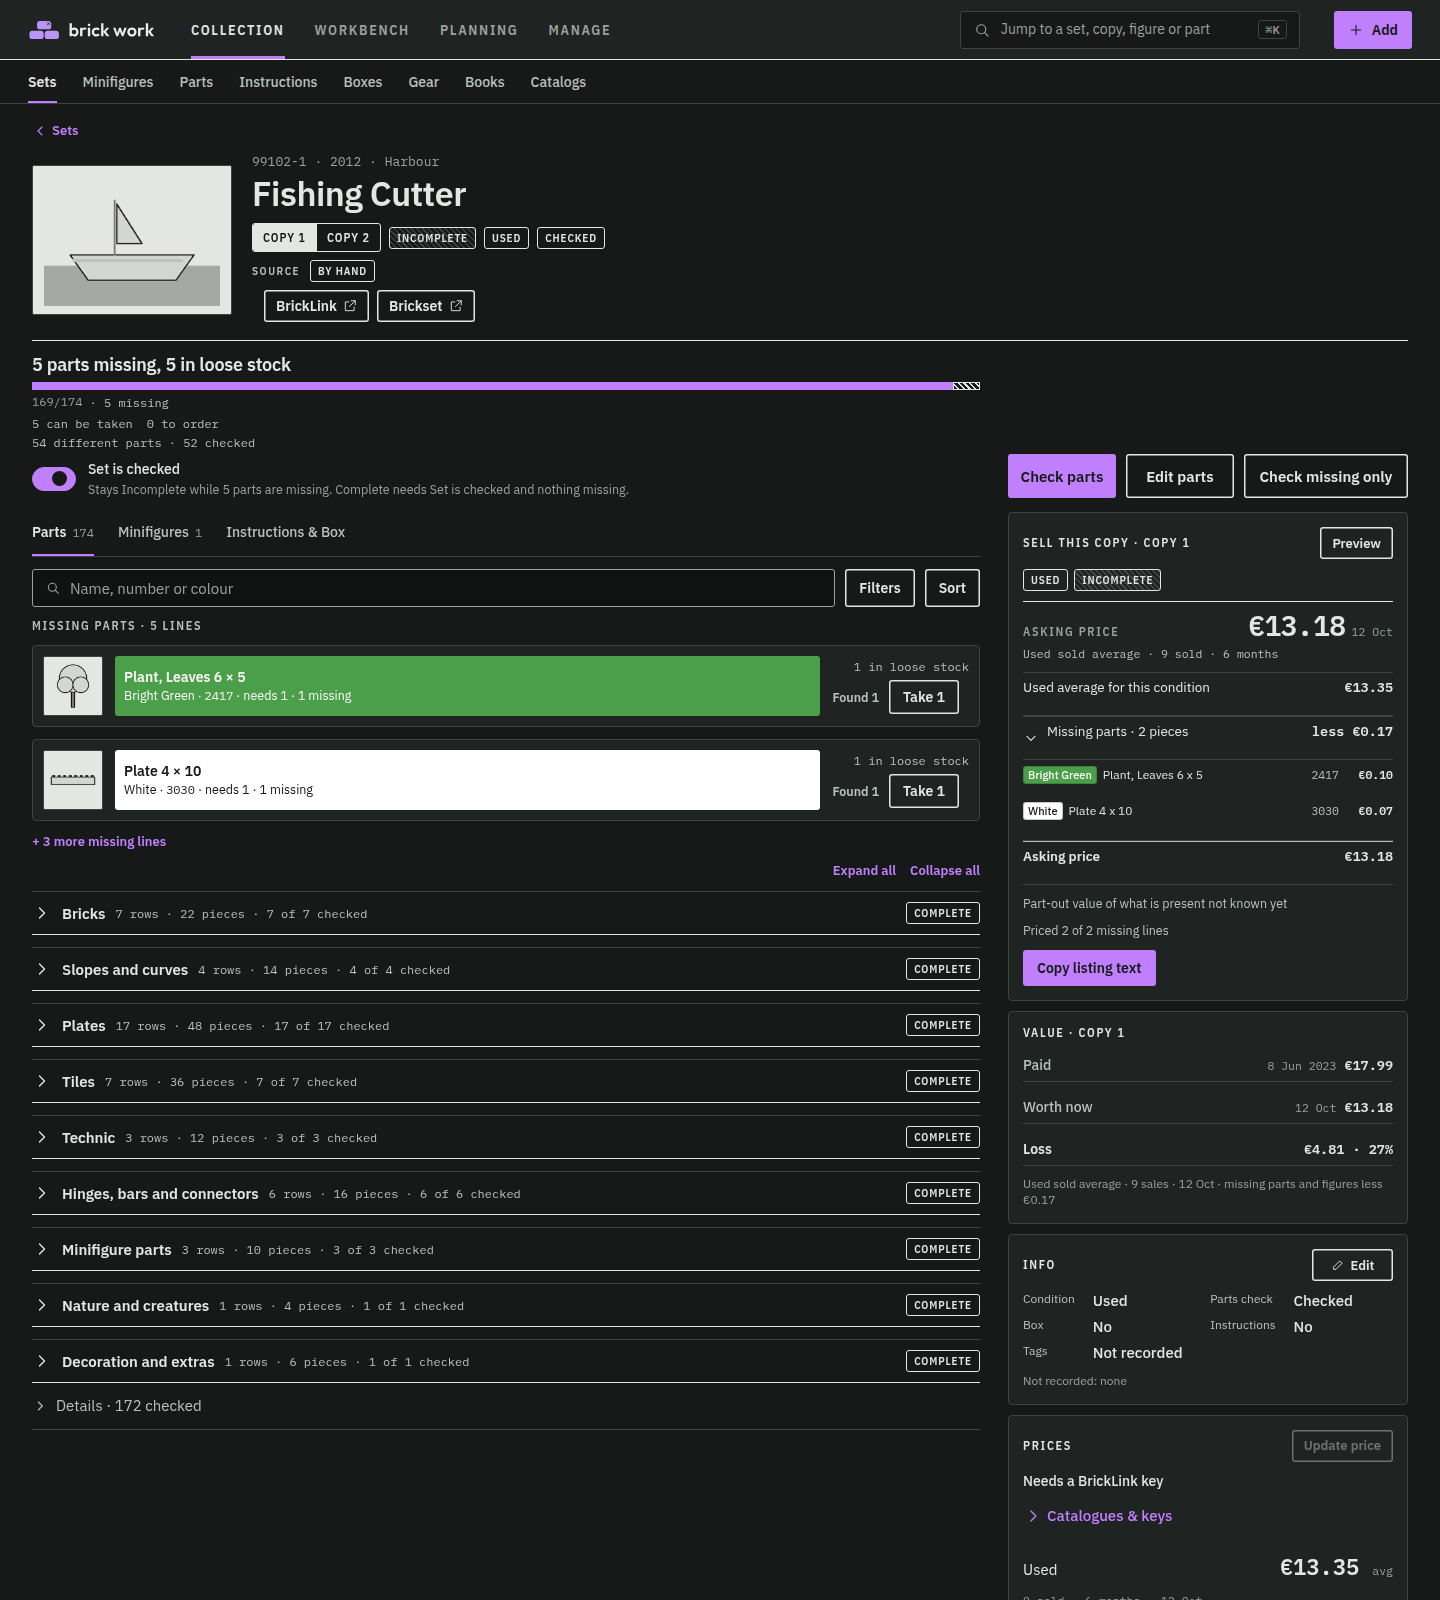 brick work
COLLECTION WORKBENCH PLANNING MANAGE
Jump to a set, copy, figure or part ⌘K
+ Add
Sets Minifigures Parts Instructions Boxes Gear Books Catalogs
Sets
99102-1 · 2012 · Harbour
Fishing Cutter
COPY 1 COPY 2 INCOMPLETE USED CHECKED
SOURCE BY HAND
BrickLink Brickset
5 parts missing, 5 in loose stock
169/174 · 5 missing
5 can be taken 0 to order
54 different parts · 52 checked
Set is checked
Stays Incomplete while 5 parts are missing. Complete needs Set is checked and nothing missing.
Parts 174 Minifigures 1 Instructions & Box
Name, number or colour
Filters Sort
MISSING PARTS · 5 LINES
Plant, Leaves 6 × 5
Bright Green · 2417 · needs 1 · 1 missing
1 in loose stock
Found 1 Take 1
Plate 4 × 10
White · 3030 · needs 1 · 1 missing
1 in loose stock
Found 1 Take 1
+ 3 more missing lines
Expand all Collapse all
Bricks 7 rows · 22 pieces · 7 of 7 checked COMPLETE
Slopes and curves 4 rows · 14 pieces · 4 of 4 checked COMPLETE
Plates 17 rows · 48 pieces · 17 of 17 checked COMPLETE
Tiles 7 rows · 36 pieces · 7 of 7 checked COMPLETE
Technic 3 rows · 12 pieces · 3 of 3 checked COMPLETE
Hinges, bars and connectors 6 rows · 16 pieces · 6 of 6 checked COMPLETE
Minifigure parts 3 rows · 10 pieces · 3 of 3 checked COMPLETE
Nature and creatures 1 rows · 4 pieces · 1 of 1 checked COMPLETE
Decoration and extras 1 rows · 6 pieces · 1 of 1 checked COMPLETE
Details · 172 checked
Check parts Edit parts Check missing only
SELL THIS COPY · COPY 1 Preview
USED INCOMPLETE
ASKING PRICE €13.18 12 Oct
Used sold average · 9 sold · 6 months
Used average for this condition €13.35
Missing parts · 2 pieces less €0.17
Bright Green Plant, Leaves 6 x 5 2417 €0.10
White Plate 4 x 10 3030 €0.07
Asking price €13.18
Part-out value of what is present not known yet
Priced 2 of 2 missing lines
Copy listing text
VALUE · COPY 1
Paid 8 Jun 2023 €17.99
Worth now 12 Oct €13.18
Loss €4.81 · 27%
Used sold average · 9 sales · 12 Oct · missing parts and figures less
€0.17
INFO Edit
Condition Used Parts check Checked
Box No Instructions No
Tags Not recorded
Not recorded: none
PRICES Update price
Needs a BrickLink key
Catalogues & keys
Used €13.35 avg